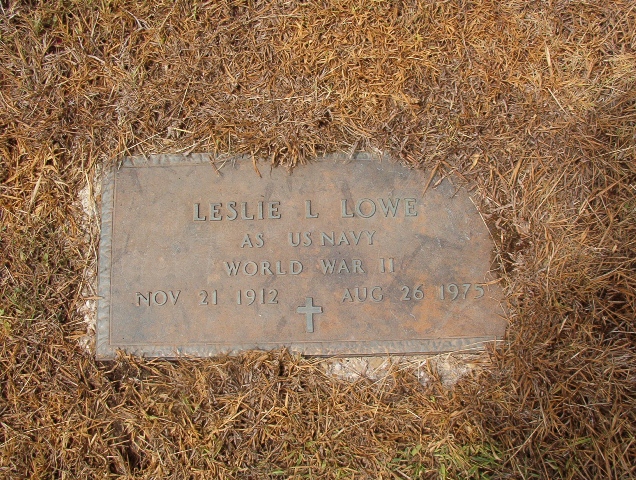 LESLIE L LOWE
AS US NAVY
WORLD WAR II
NOV 21 1912 AUG 26 1975